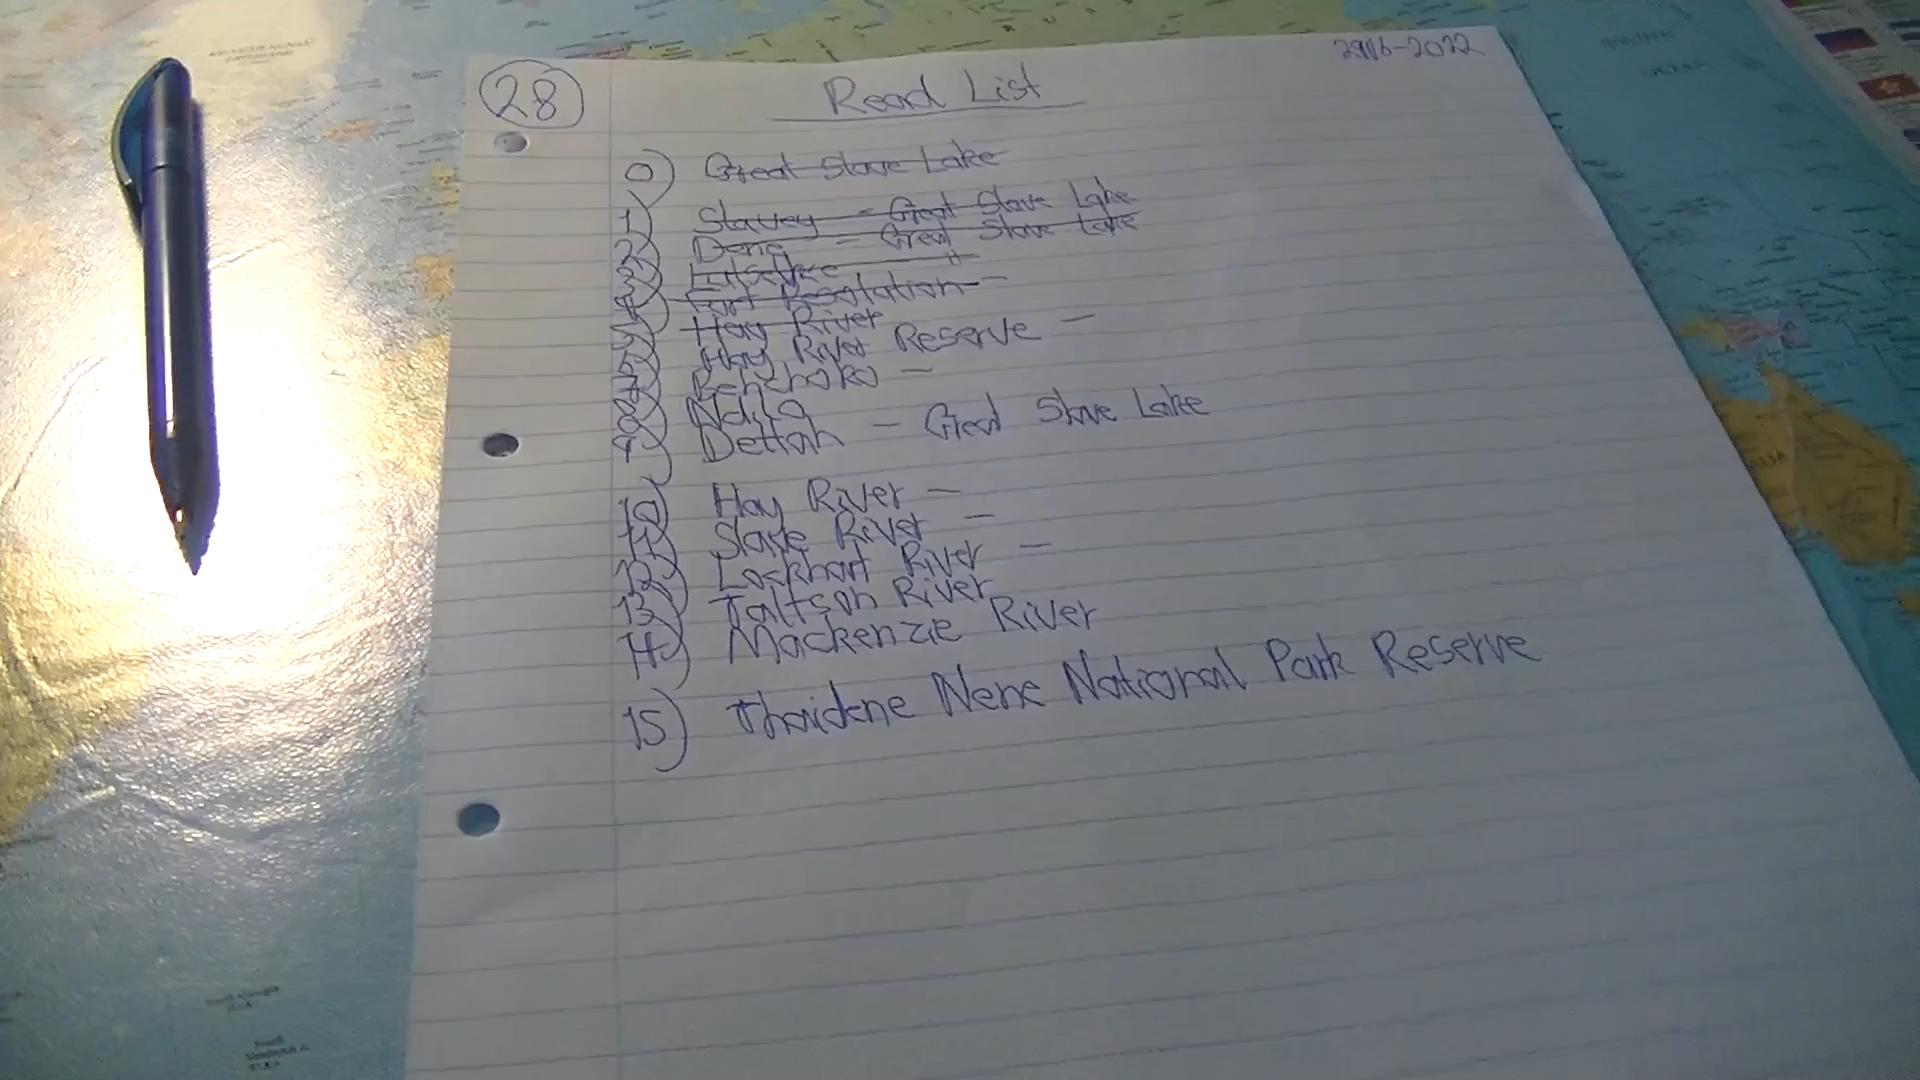 28
Read List
0) Great Slave Lake
1) Slavey - Great Slave Lake
2) Dene - Great Slave Lake
3) Lutselke "
4) Fort Resolution -
5) Hay River
6) Hay River Reserve -
7) Behchoko -
8) Ndilo
9) Dettah - Great Slave Lake
10) Hay River -
11) Slave River -
12) Lockhart River -
13) Taltson River
14) Mackenzie River
15) Thaidene Nene National Park Reserve